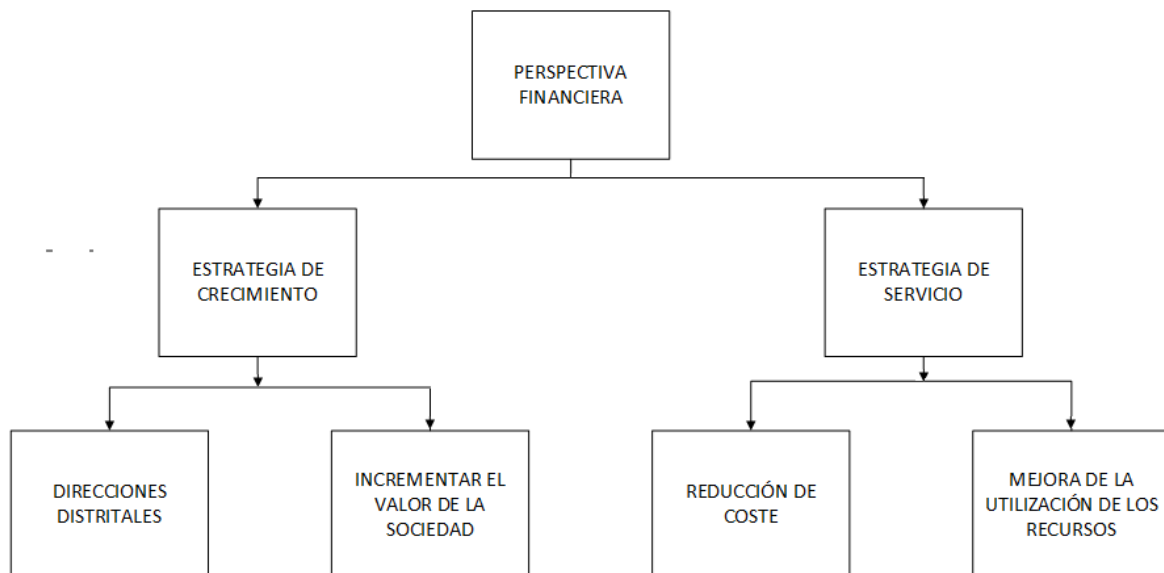 PERSPECTIVA
FINANCIERA
ESTRATEGIA DE
CRECIMIENTO
ESTRATEGIA DE
SERVICIO
DIRECCIONES
DISTRITALES
INCREMENTAR EL
VALOR DE LA
SOCIEDAD
REDUCCIÓN DE
COSTE
MEJORA DE LA
UTILIZACIÓN DE LOS
RECURSOS